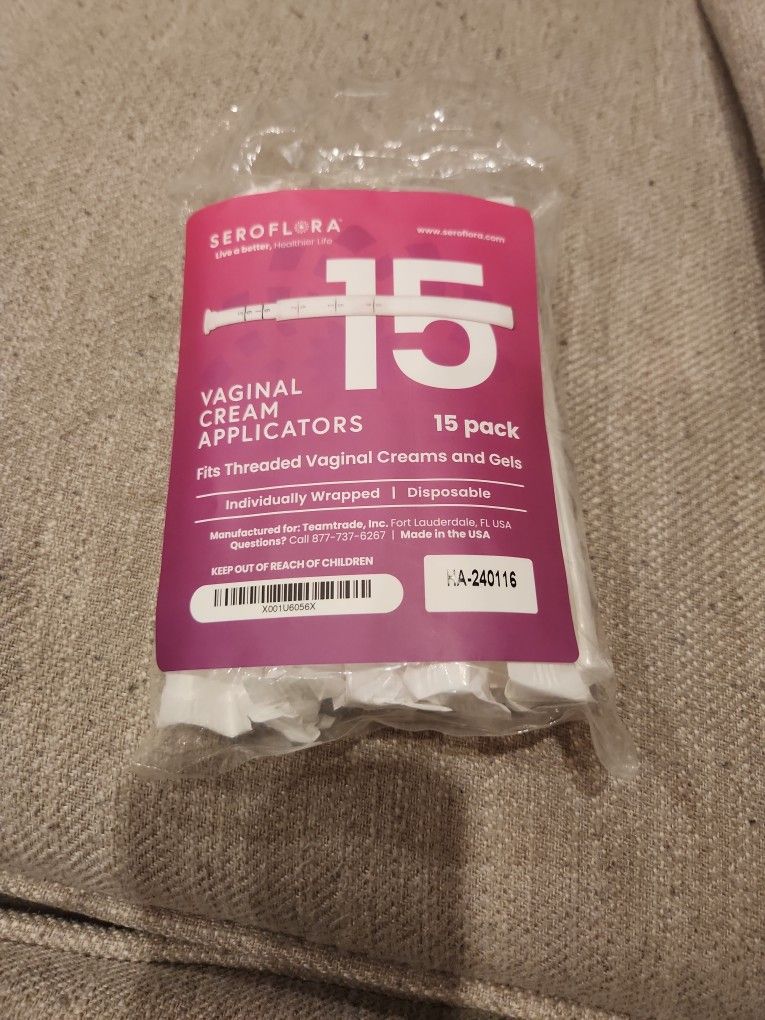 SEROFLORA™
www.seroflora.com
Live a better, Healthier Life
15
VAGINAL
CREAM
APPLICATORS
15 pack
Fits Threaded Vaginal Creams and Gels
Individually Wrapped | Disposable
Manufactured for: Teamtrade, Inc. Fort Lauderdale, FL USA
Questions? Call 877-737-6267 | Made in the USA
KEEP OUT OF REACH OF CHILDREN
X001U6056X
HA-240116